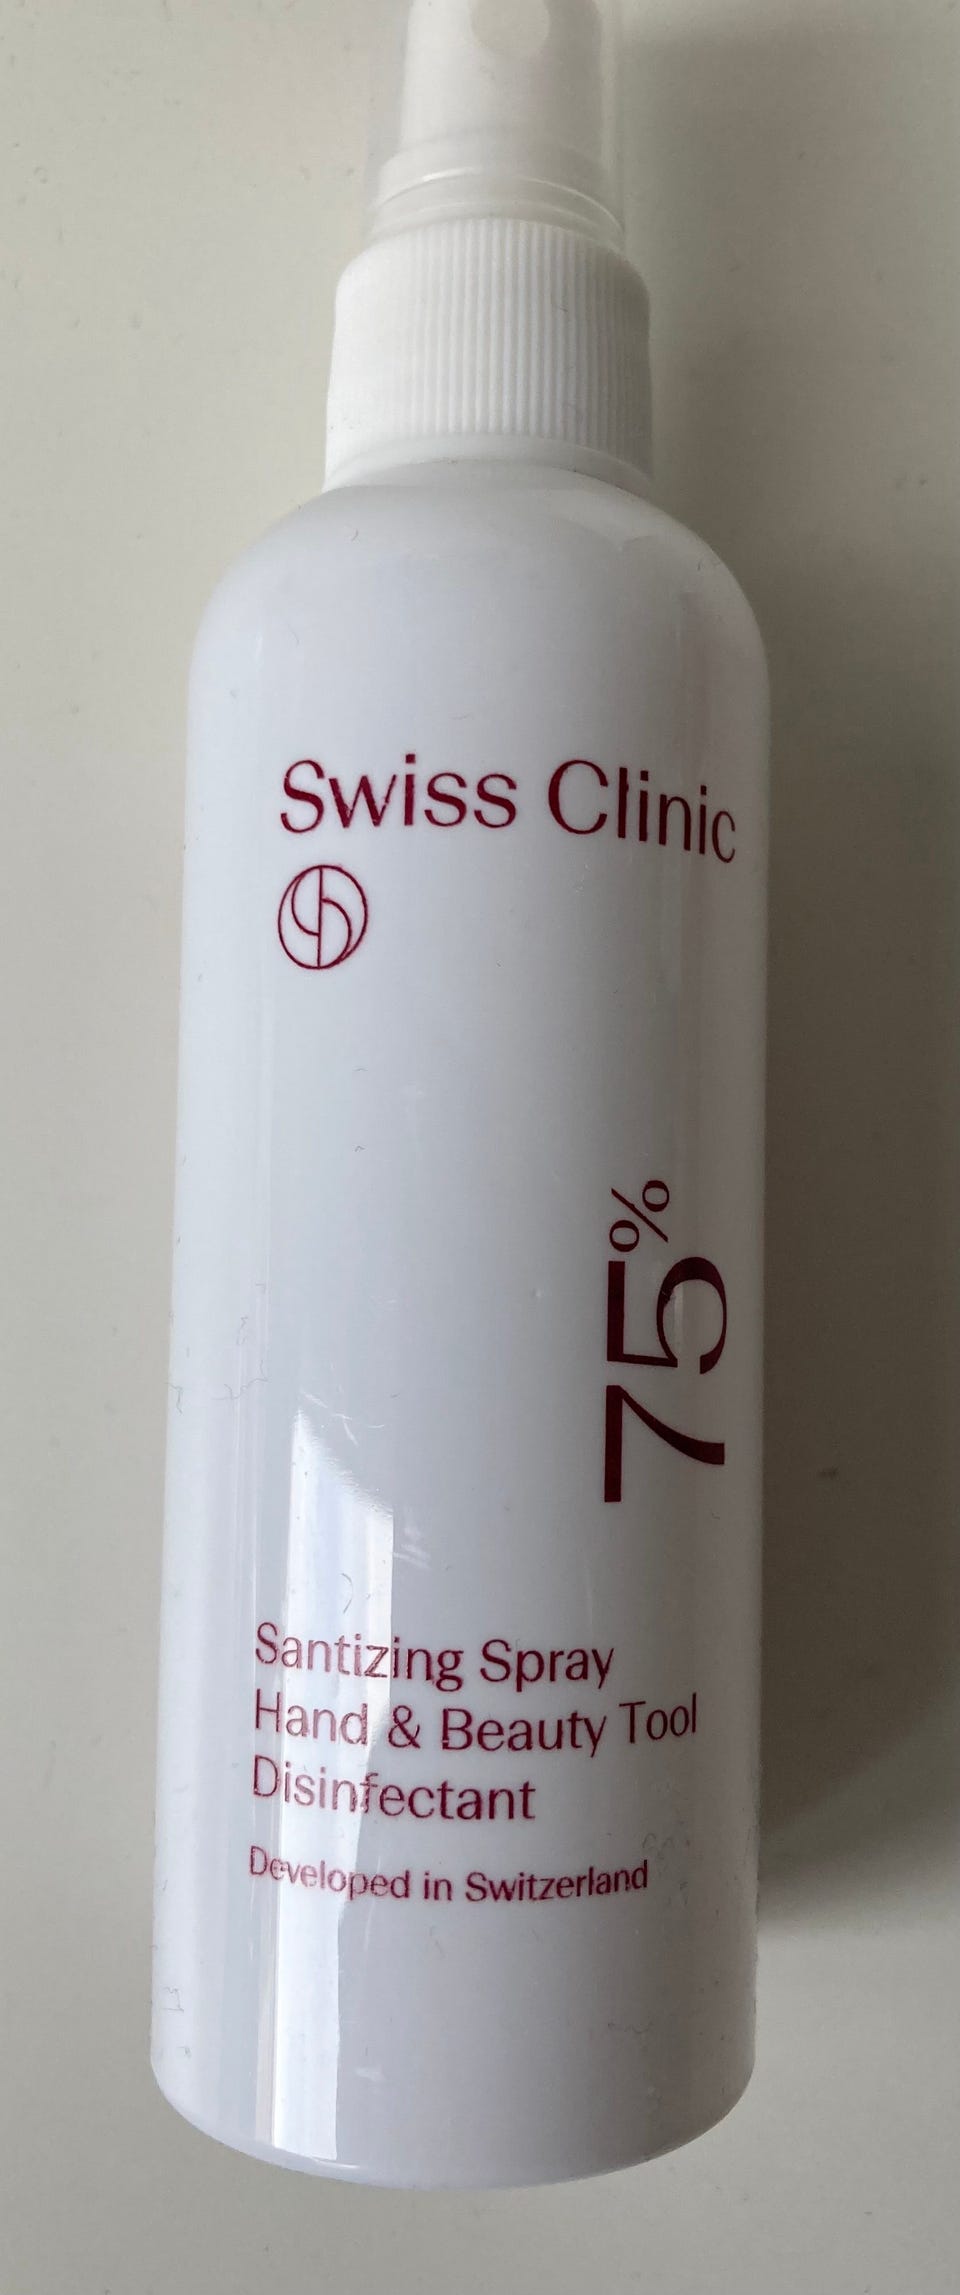 Swiss Clinic
75%
Santizing Spray
Hand & Beauty Tool
Disinfectant
Developed in Switzerland